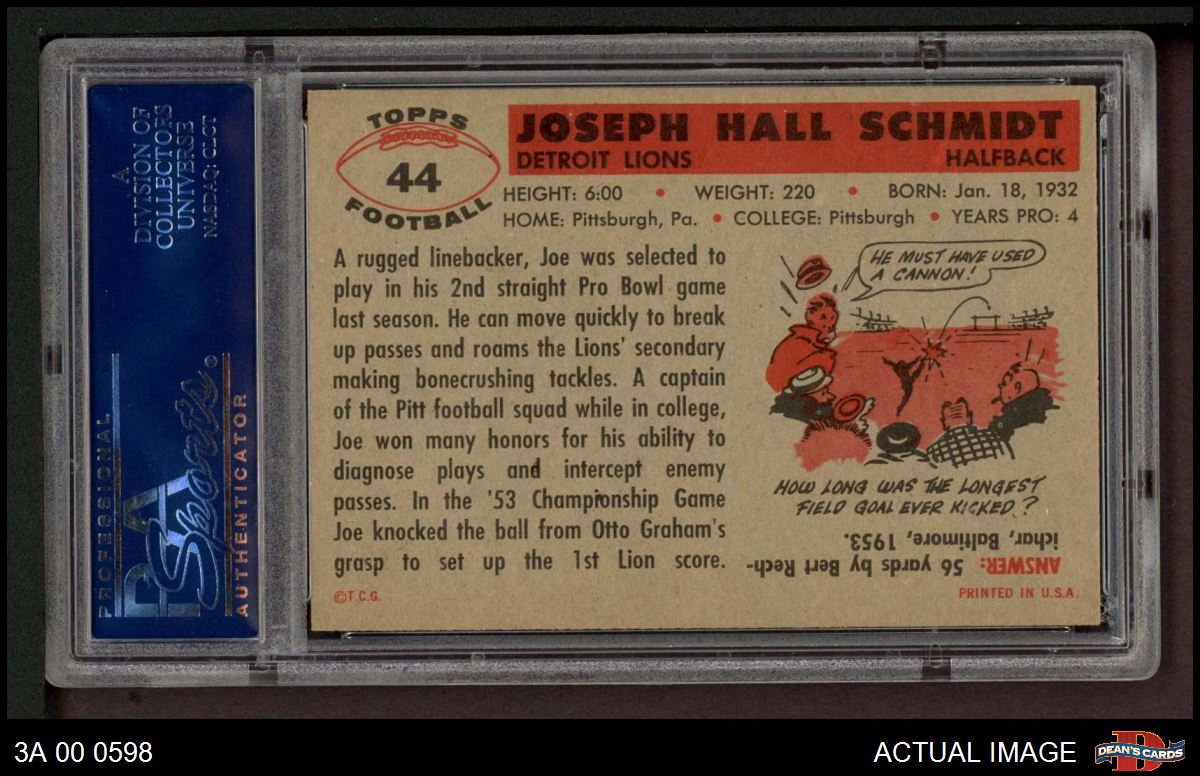 A
DIVISION OF
COLLECTORS
UNIVERSE
NASDAQ: CLCT
PROFESSIONAL
PSA
Sports
AUTHENTICATOR
TOPPS
44
FOOTBALL
JOSEPH HALL SCHMIDT
DETROIT LIONS HALFBACK
HEIGHT: 6:00 • WEIGHT: 220 • BORN: Jan. 18, 1932
HOME: Pittsburgh, Pa. • COLLEGE: Pittsburgh • YEARS PRO: 4
A rugged linebacker, Joe was selected to
play in his 2nd straight Pro Bowl game
last season. He can move quickly to break
up passes and roams the Lions' secondary
making bonecrushing tackles. A captain
of the Pitt football squad while in college,
Joe won many honors for his ability to
diagnose plays and intercept enemy
passes. In the '53 Championship Game
Joe knocked the ball from Otto Graham's
grasp to set up the 1st Lion score.
©T.C.G.
HE MUST HAVE USED
A CANNON!
HOW LONG WAS THE LONGEST
FIELD GOAL EVER KICKED?
ANSWER: 56 yards by Bert Rech-
ichar, Baltimore, 1953.
PRINTED IN U.S.A.
3A 00 0598
ACTUAL IMAGE
DEAN'S CARDS